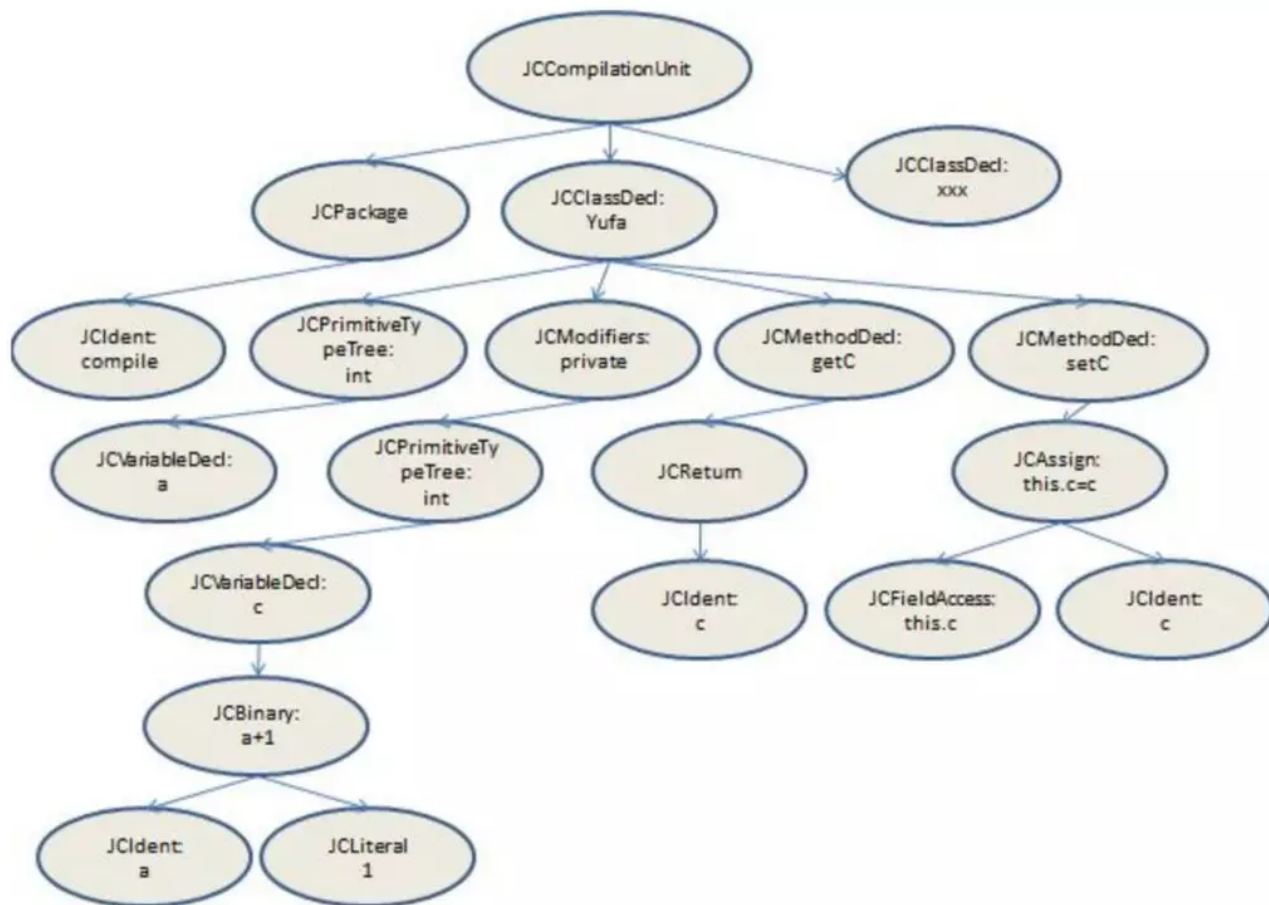 JCCompilationUnit
JCClassDecl:
xxx
JCPackage
JCClassDecl:
Yufa
JCIdent:
compile
JCPrimitiveTy
peTree:
int
JCModifiers:
private
JCMethodDecl:
getC
JCMethodDecl:
setC
JCVariableDecl:
a
JCPrimitiveTy
peTree:
int
JCReturn
JCAssign:
this.c=c
JCVariableDecl:
c
JCIdent:
c
JCFieldAccess:
this.c
JCIdent:
c
JCBinary:
a+1
JCIdent:
a
JCLiteral
1